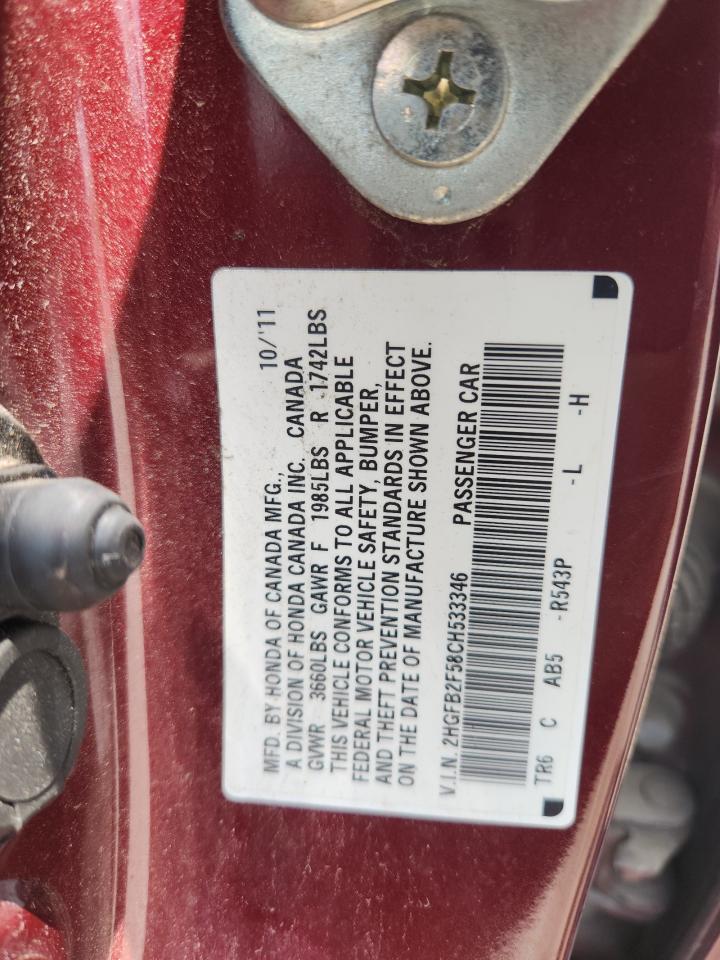 MFD. BY HONDA OF CANADA MFG., 10/'11
A DIVISION OF HONDA CANADA INC. CANADA
GVWR 3660LBS GAWR F 1985LBS R 1742LBS
THIS VEHICLE CONFORMS TO ALL APPLICABLE
FEDERAL MOTOR VEHICLE SAFETY, BUMPER,
AND THEFT PREVENTION STANDARDS IN EFFECT
ON THE DATE OF MANUFACTURE SHOWN ABOVE.
V.I.N. 2HGFB2F58CH533346 PASSENGER CAR
TR6 C AB5 -R543P -L -H